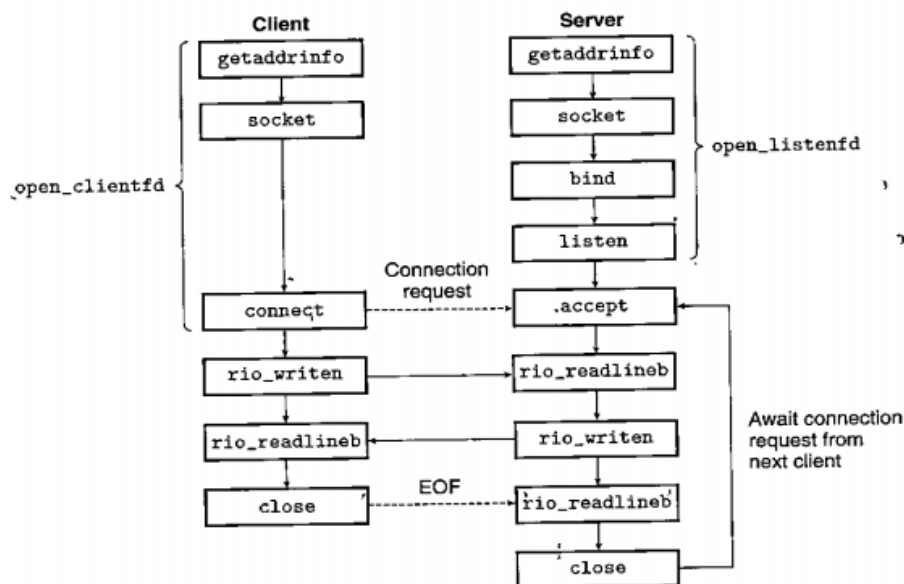 Client
Server
getaddrinfo
getaddrinfo
socket
socket
open_listenfd
open_clientfd
bind
listen
Connection
request
connect
accept
rio_writen
rio_readlineb
Await connection
request from
next client
rio_readlineb
rio_writen
EOF
close
rio_readlineb
close